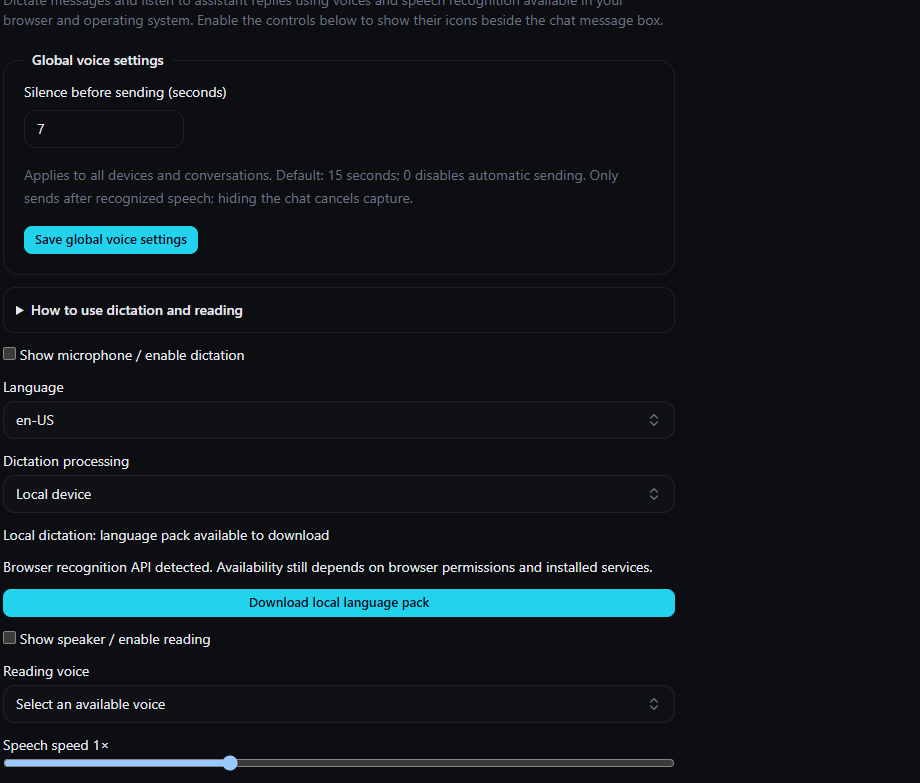 Dictate messages and listen to assistant replies using voices and speech recognition available in your
browser and operating system. Enable the controls below to show their icons beside the chat message box.
Global voice settings
Silence before sending (seconds)
7
Applies to all devices and conversations. Default: 15 seconds; 0 disables automatic sending. Only
sends after recognized speech; hiding the chat cancels capture.
Save global voice settings
How to use dictation and reading
Show microphone / enable dictation
Language
en-US
Dictation processing
Local device
Local dictation: language pack available to download
Browser recognition API detected. Availability still depends on browser permissions and installed services.
Download local language pack
Show speaker / enable reading
Reading voice
Select an available voice
Speech speed 1×